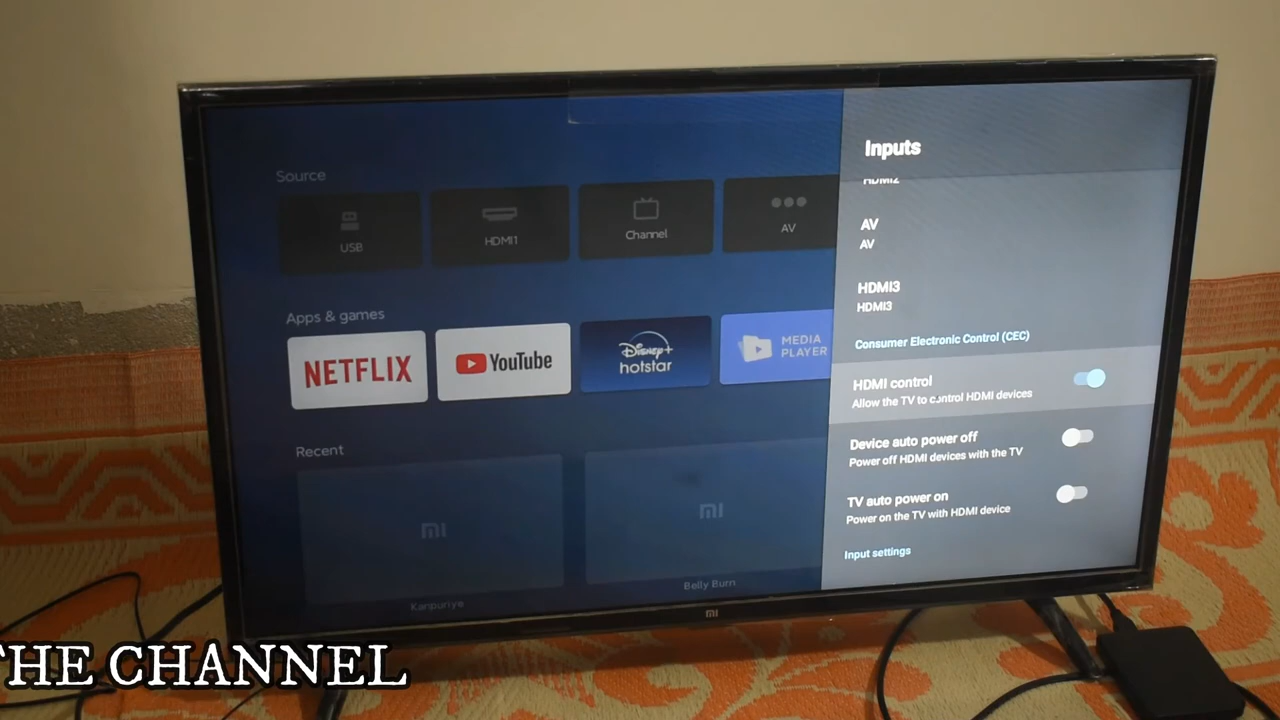 Inputs
HDMI2
Source
AV
AV
USB
HDMI1
Channel
AV
HDMI3
HDMI3
Apps & games
Consumer Electronic Control (CEC)
NETFLIX
YouTube
Disney+
hotstar
MEDIA
PLAYER
HDMI control
Allow the TV to control HDMI devices
Device auto power off
Power off HDMI devices with the TV
Recent
TV auto power on
Power on the TV with HDMI device
mi
mi
Input settings
Kanpuriye
Belly Burn
mi
THE CHANNEL